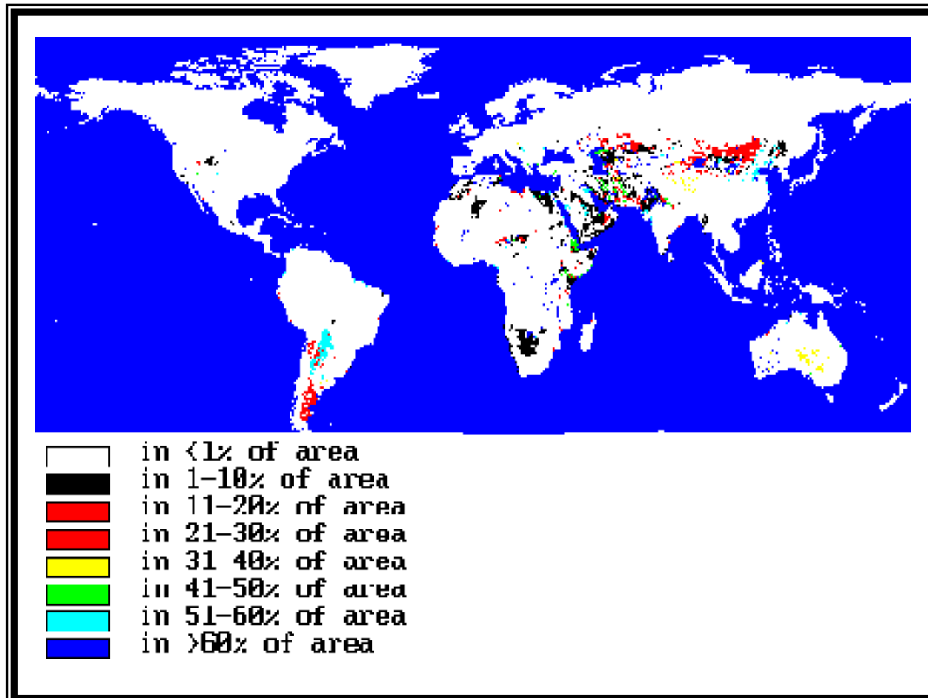 in <1% of area
in 1-10% of area
in 11-20% of area
in 21-30% of area
in 31 40% of area
in 41-50% of area
in 51-60% of area
in >60% of area